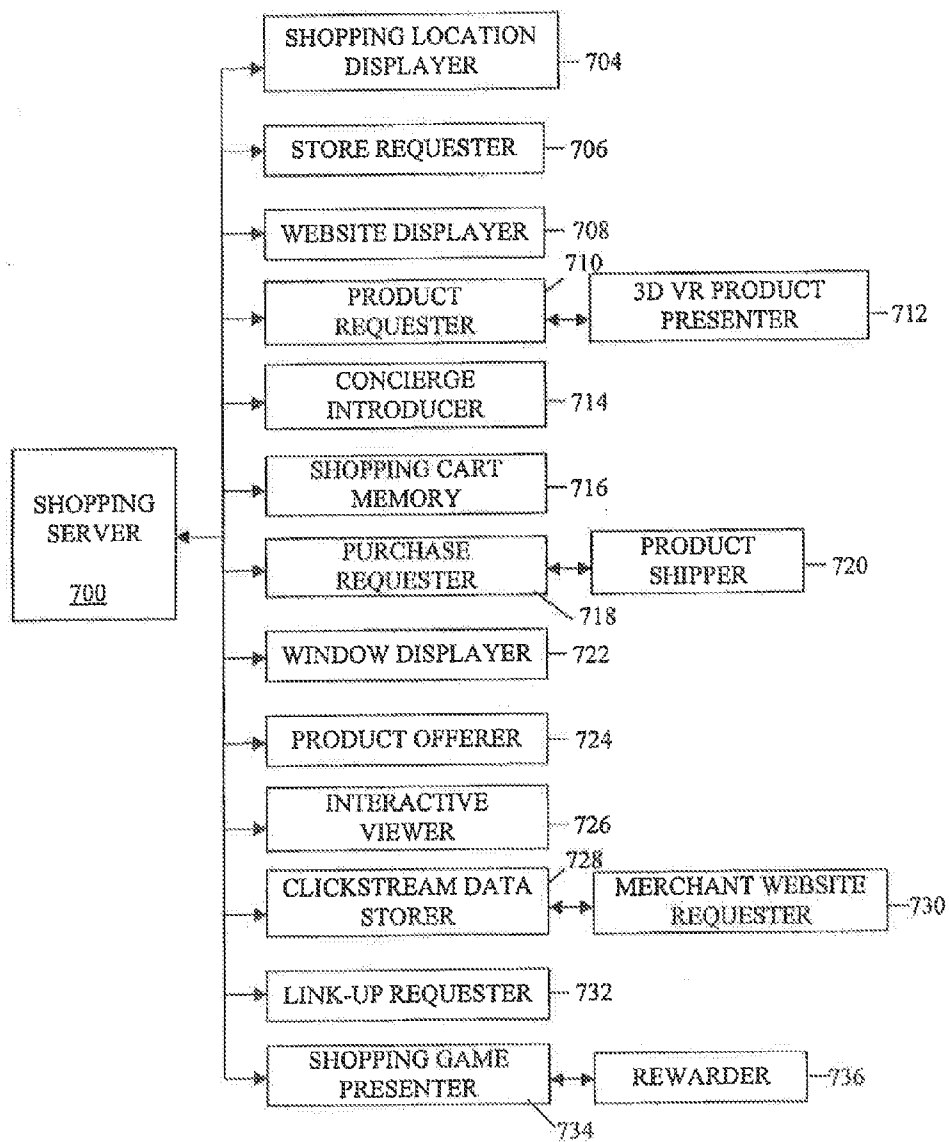 SHOPPING LOCATION
DISPLAYER
704
STORE REQUESTER
706
WEBSITE DISPLAYER
708
710
PRODUCT
REQUESTER
3D VR PRODUCT
PRESENTER
712
CONCIERGE
INTRODUCER
714
SHOPPING CART
MEMORY
716
SHOPPING
SERVER
700
PURCHASE
REQUESTER
718
PRODUCT
SHIPPER
720
WINDOW DISPLAYER
722
PRODUCT OFFERER
724
INTERACTIVE
VIEWER
726
728
CLICKSTREAM DATA
STORER
MERCHANT WEBSITE
REQUESTER
730
LINK-UP REQUESTER
732
SHOPPING GAME
PRESENTER
734
REWARDER
736